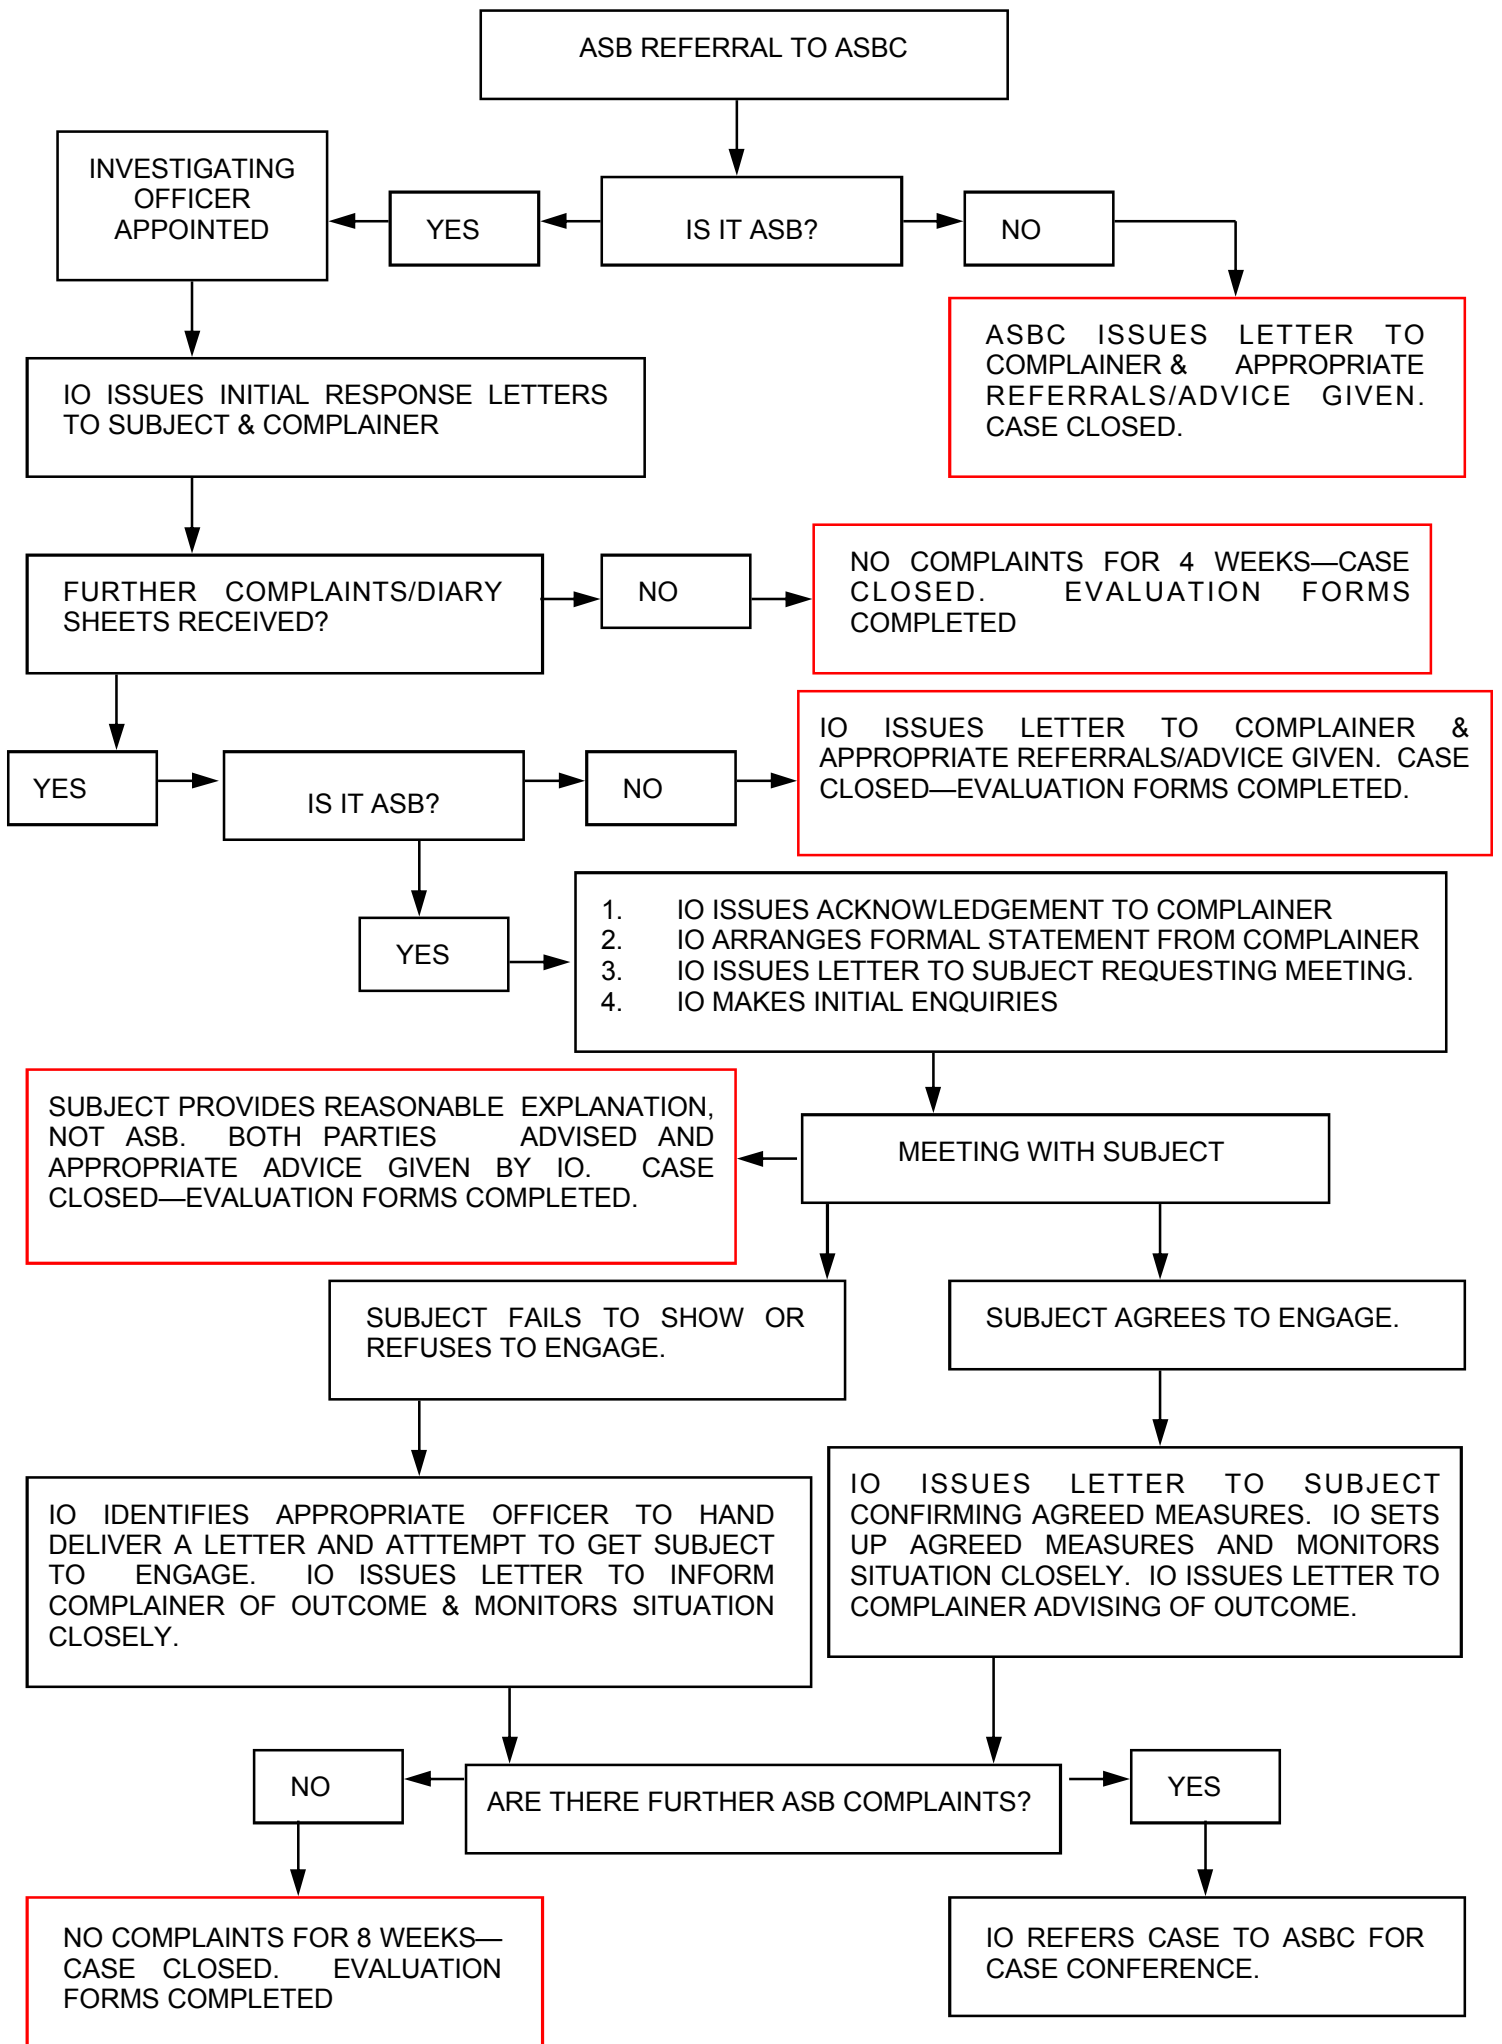 ASB REFERRAL TO ASBC
INVESTIGATING
OFFICER
APPOINTED
YES
IS IT ASB?
NO
ASBC ISSUES LETTER TO
COMPLAINER & APPROPRIATE
REFERRALS/ADVICE GIVEN.
CASE CLOSED.
IO ISSUES INITIAL RESPONSE LETTERS
TO SUBJECT & COMPLAINER
FURTHER COMPLAINTS/DIARY
SHEETS RECEIVED?
NO
NO COMPLAINTS FOR 4 WEEKS—CASE
CLOSED. EVALUATION FORMS
COMPLETED
YES
IS IT ASB?
NO
IO ISSUES LETTER TO COMPLAINER &
APPROPRIATE REFERRALS/ADVICE GIVEN. CASE
CLOSED—EVALUATION FORMS COMPLETED.
YES
1. IO ISSUES ACKNOWLEDGEMENT TO COMPLAINER
2. IO ARRANGES FORMAL STATEMENT FROM COMPLAINER
3. IO ISSUES LETTER TO SUBJECT REQUESTING MEETING.
4. IO MAKES INITIAL ENQUIRIES
SUBJECT PROVIDES REASONABLE EXPLANATION,
NOT ASB. BOTH PARTIES ADVISED AND
APPROPRIATE ADVICE GIVEN BY IO. CASE
CLOSED—EVALUATION FORMS COMPLETED.
MEETING WITH SUBJECT
SUBJECT FAILS TO SHOW OR
REFUSES TO ENGAGE.
SUBJECT AGREES TO ENGAGE.
IO IDENTIFIES APPROPRIATE OFFICER TO HAND
DELIVER A LETTER AND ATTTEMPT TO GET SUBJECT
TO ENGAGE. IO ISSUES LETTER TO INFORM
COMPLAINER OF OUTCOME & MONITORS SITUATION
CLOSELY.
IO ISSUES LETTER TO SUBJECT
CONFIRMING AGREED MEASURES. IO SETS
UP AGREED MEASURES AND MONITORS
SITUATION CLOSELY. IO ISSUES LETTER TO
COMPLAINER ADVISING OF OUTCOME.
NO
ARE THERE FURTHER ASB COMPLAINTS?
YES
NO COMPLAINTS FOR 8 WEEKS—
CASE CLOSED. EVALUATION
FORMS COMPLETED
IO REFERS CASE TO ASBC FOR
CASE CONFERENCE.